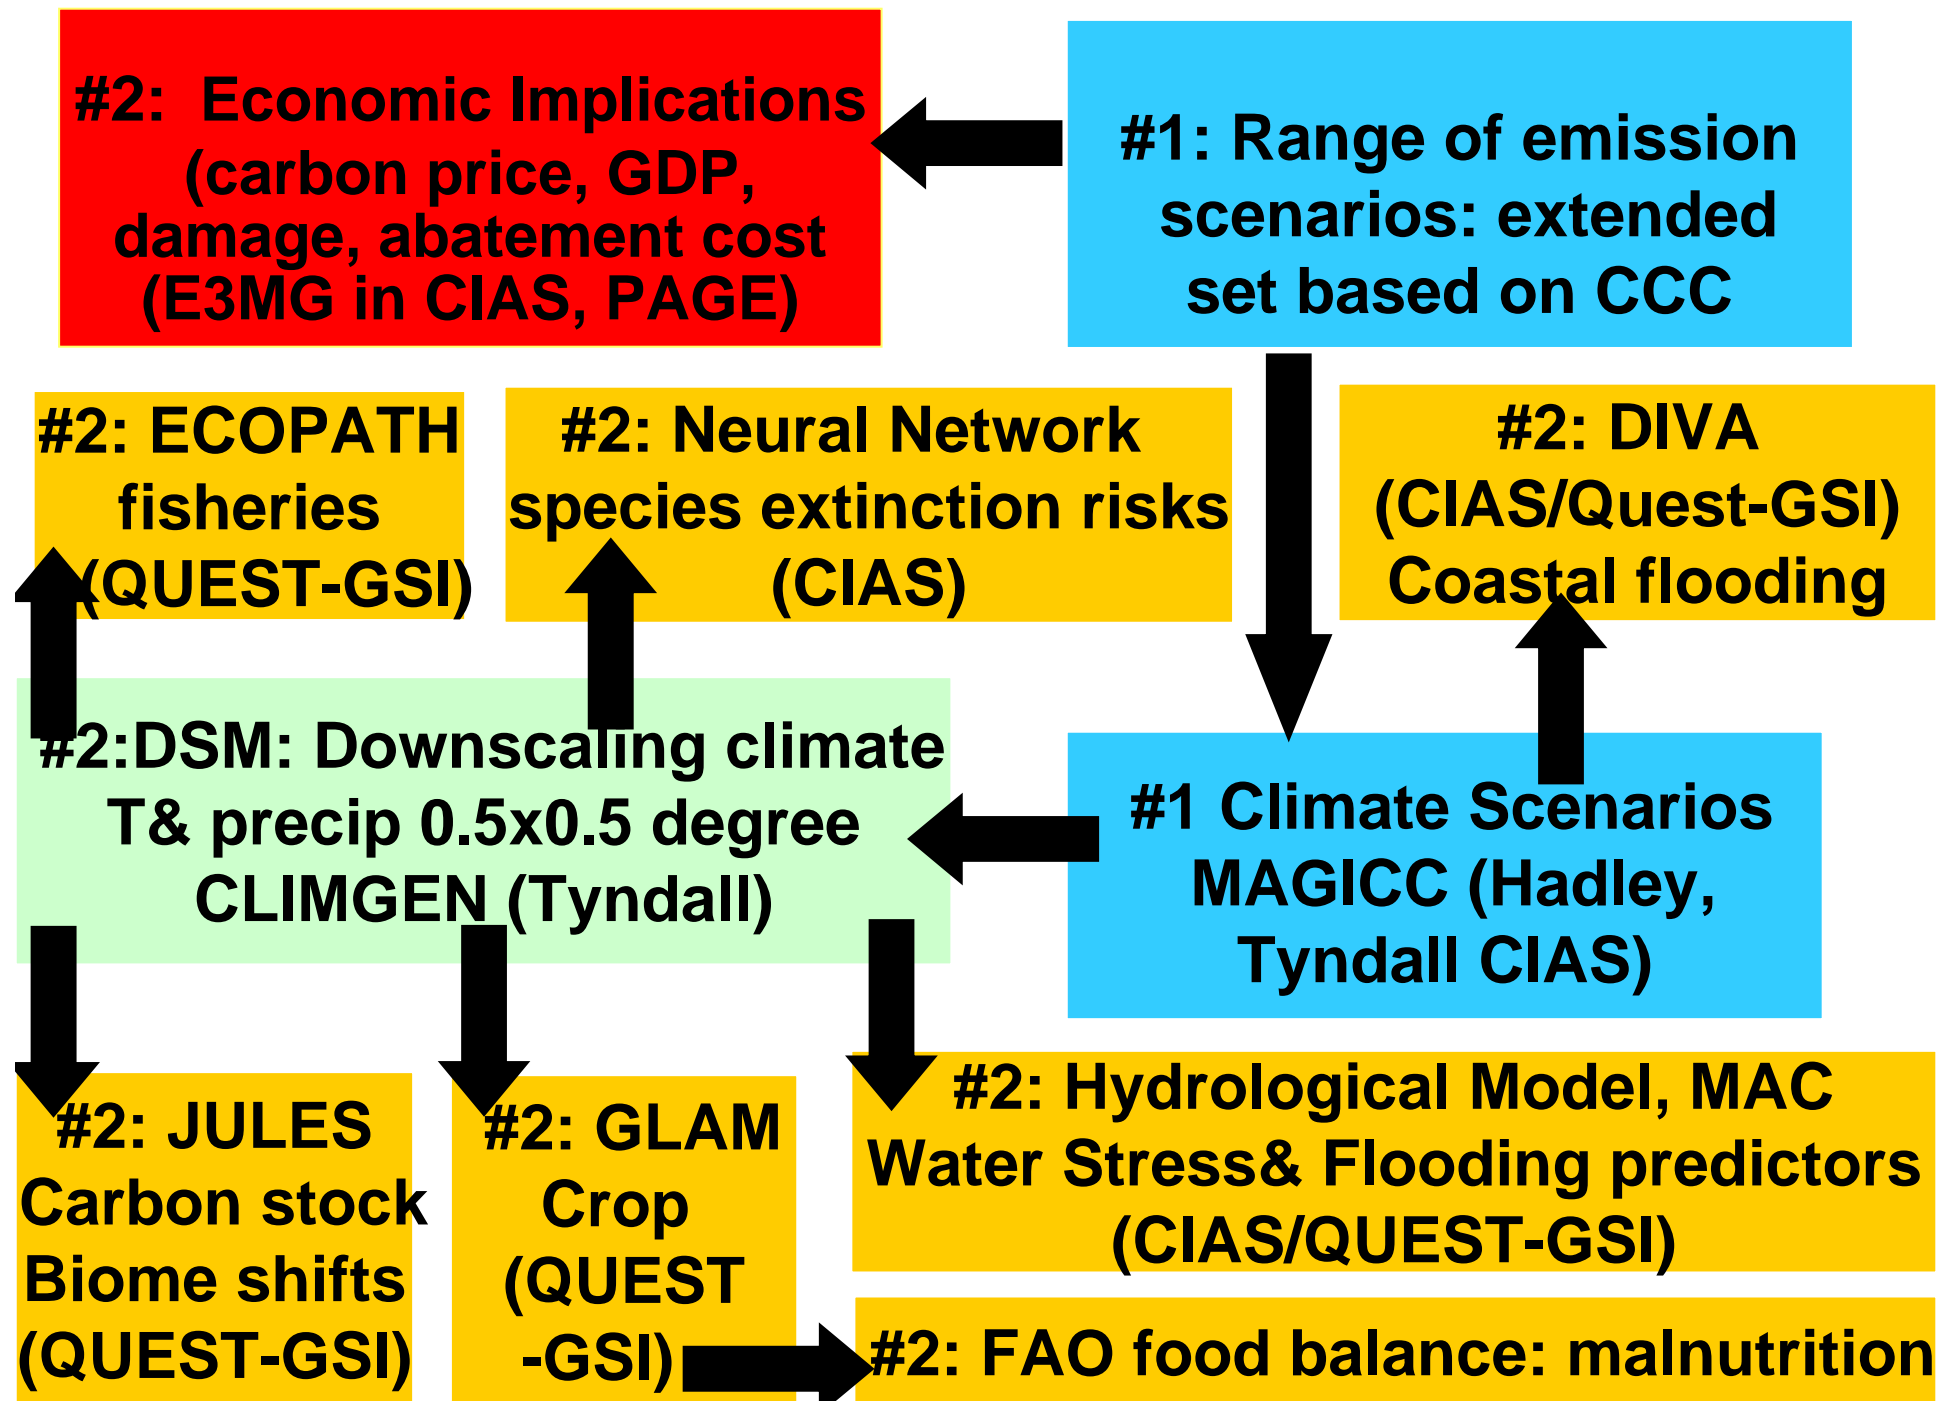 #2:  Economic Implications
(carbon price, GDP,
damage, abatement cost
(E3MG in CIAS, PAGE)
#1: Range of emission
scenarios: extended
set based on CCC
#2: ECOPATH
fisheries
(QUEST-GSI)
#2: Neural Network
species extinction risks
(CIAS)
#2: DIVA
(CIAS/Quest-GSI)
Coastal flooding
#2:DSM: Downscaling climate
T& precip 0.5x0.5 degree
CLIMGEN (Tyndall)
#1 Climate Scenarios
MAGICC (Hadley,
Tyndall CIAS)
#2: JULES
Carbon stock
Biome shifts
(QUEST-GSI)
#2: GLAM
Crop
(QUEST
-GSI)
#2: Hydrological Model, MAC
Water Stress& Flooding predictors
(CIAS/QUEST-GSI)
#2: FAO food balance: malnutrition